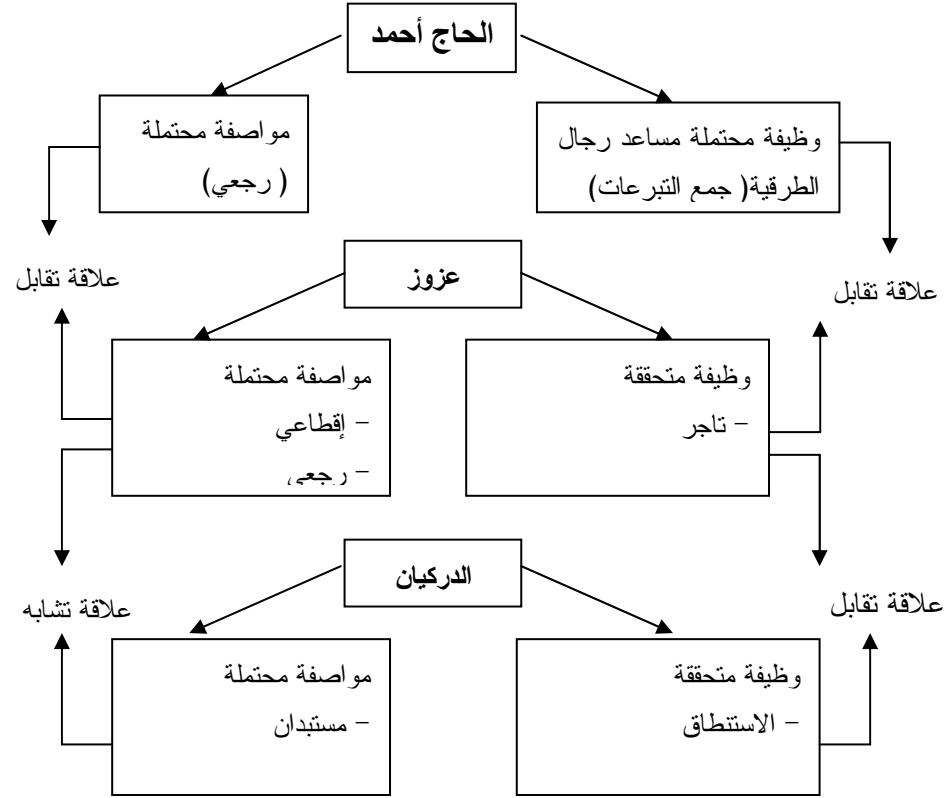 الحاج أحمد
وظيفة محتملة مساعد رجال
الطرقية( جمع التبرعات)
مواصفة محتملة
( رجعي)
علاقة تقابل
علاقة تقابل
عزوز
وظيفة متحققة
– تاجر
مواصفة محتملة
– إقطاعي
– رجعي
علاقة تقابل
علاقة تشابه
الدركيان
وظيفة متحققة
– الاستنطاق
مواصفة محتملة
– مستبدان